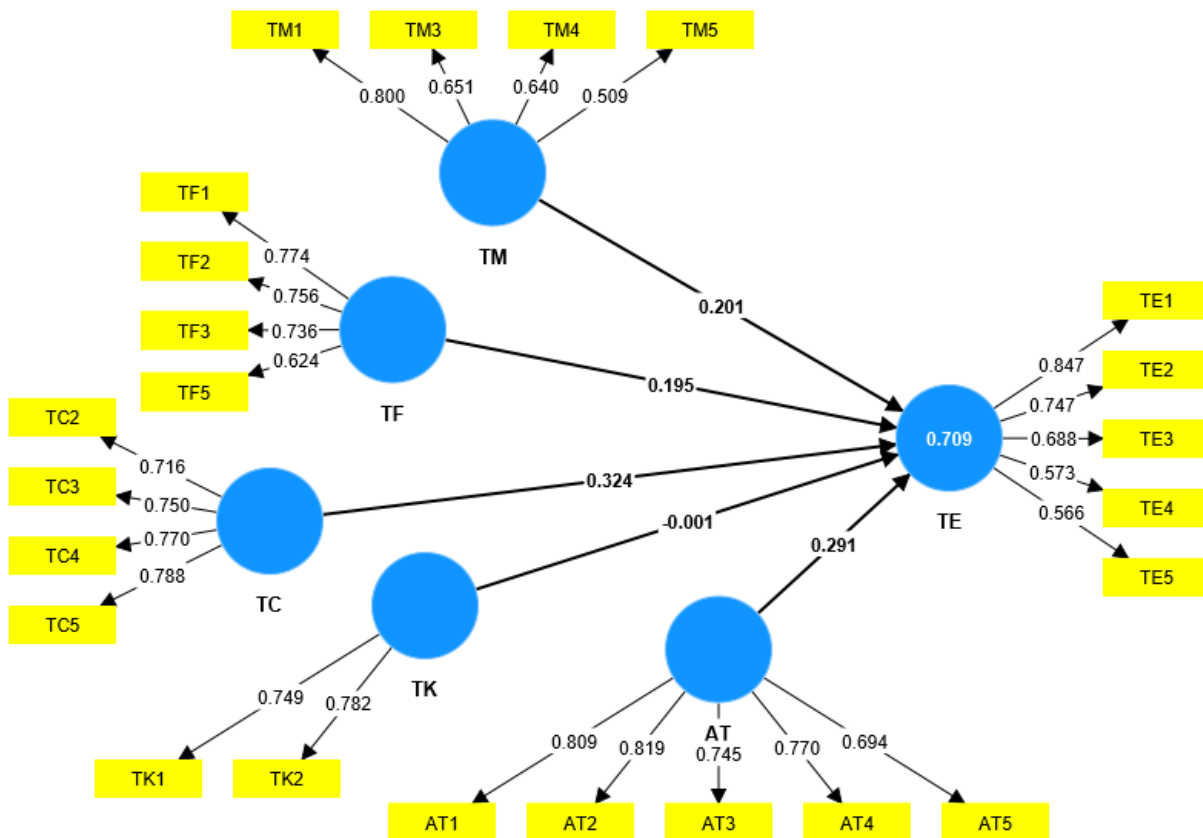 TM1 TM3 TM4 TM5
0.800 0.651 0.640 0.509
TM
TF1
TF2
TF3
TF5
0.774
0.756
0.736
0.624
TF
TC2
TC3
TC4
TC5
0.716
0.750
0.770
0.788
TC
0.201
0.195
0.324
-0.001
0.291
0.709
TE
0.847
0.747
0.688
0.573
0.566
TE1
TE2
TE3
TE4
TE5
TK
0.749 0.782
TK1 TK2
AT
0.809 0.819 0.745 0.770 0.694
AT1 AT2 AT3 AT4 AT5